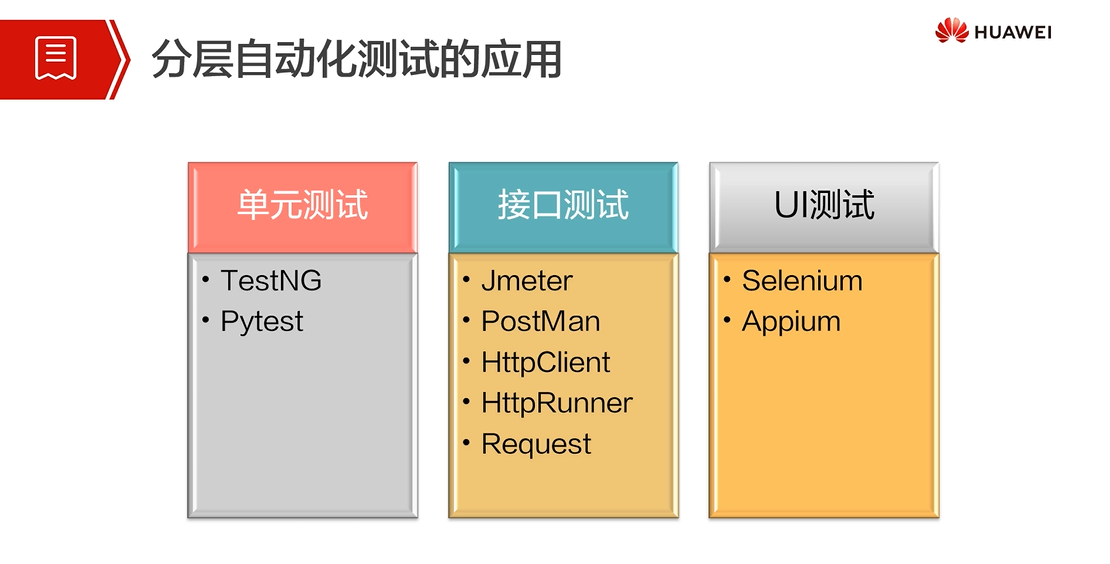 分层自动化测试的应用
HUAWEI
单元测试
• TestNG
• Pytest
接口测试
• Jmeter
• PostMan
• HttpClient
• HttpRunner
• Request
UI测试
• Selenium
• Appium